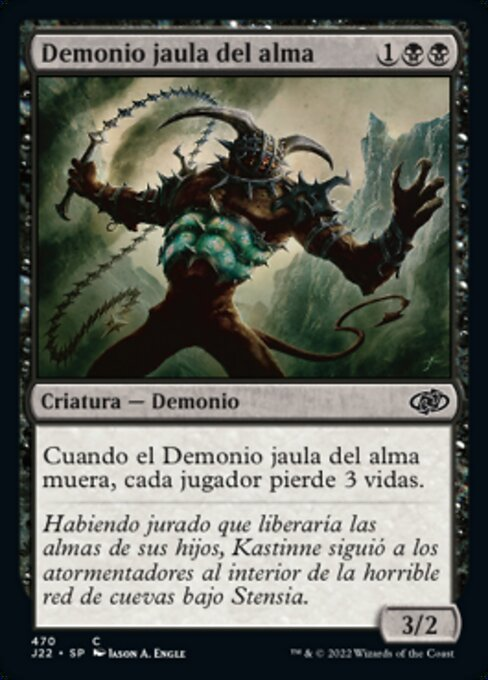 Demonio jaula del alma 1
Criatura — Demonio
Cuando el Demonio jaula del alma
muera, cada jugador pierde 3 vidas.
Habiendo jurado que liberaría las
almas de sus hijos, Kastinne siguió a los
atormentadores al interior de la horrible
red de cuevas bajo Stensia.
3/2
470 C
J22 • SP Jason A. Engle
™ & © 2022 Wizards of the Coast